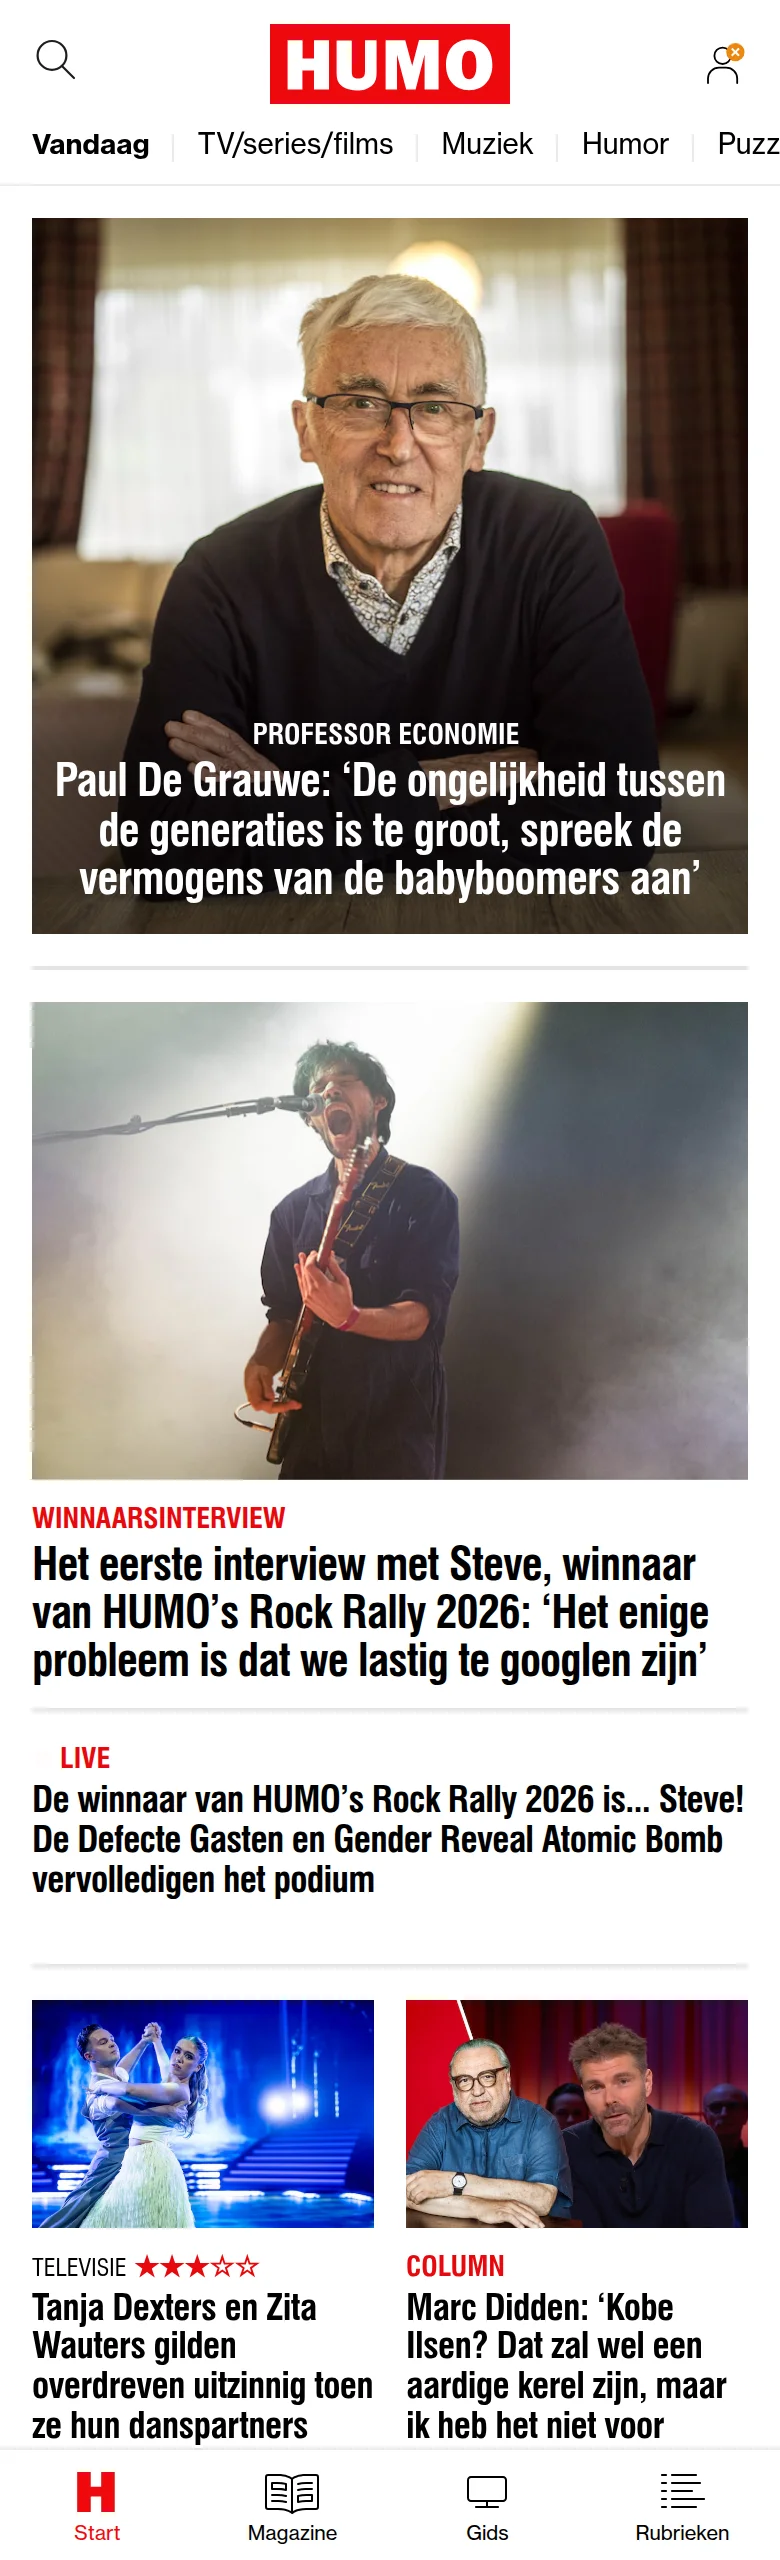 HUMO
Vandaag
TV/series/films
Muziek
Humor
Puzz
PROFESSOR ECONOMIE
Paul De Grauwe: ‘De ongelijkheid tussen
de generaties is te groot, spreek de
vermogens van de babyboomers aan’
WINNAARSINTERVIEW
Het eerste interview met Steve, winnaar
van HUMO’s Rock Rally 2026: ‘Het enige
probleem is dat we lastig te googlen zijn’
LIVE
De winnaar van HUMO’s Rock Rally 2026 is... Steve!
De Defecte Gasten en Gender Reveal Atomic Bomb
vervolledigen het podium
TELEVISIE ★★★☆☆
Tanja Dexters en Zita
Wauters gilden
overdreven uitzinnig toen
ze hun danspartners
COLUMN
Marc Didden: ‘Kobe
Ilsen? Dat zal wel een
aardige kerel zijn, maar
ik heb het niet voor
H
Start
Magazine
Gids
Rubrieken